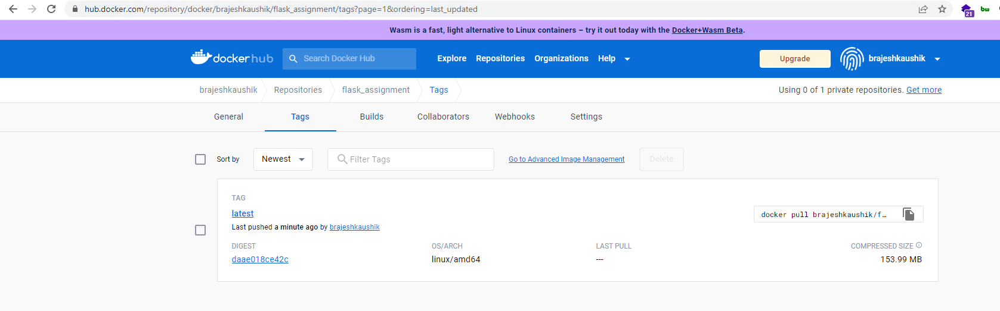 hub.docker.com/repository/docker/brajeshkaushik/flask_assignment/tags?page=1&ordering=last_updated
21
bw
Wasm is a fast, light alternative to Linux containers – try it out today with the Docker+Wasm Beta.
dockerhub
Search Docker Hub
Explore Repositories Organizations Help
Upgrade
brajeshkaushik
brajeshkaushik Repositories flask_assignment Tags
Using 0 of 1 private repositories. Get more
General Tags Builds Collaborators Webhooks Settings
Sort by Newest Filter Tags Go to Advanced Image Management Delete
TAG
latest
docker pull brajeshkaushik/f…
Last pushed a minute ago by brajeshkaushik
DIGEST OS/ARCH LAST PULL COMPRESSED SIZE
daae018ce42c linux/amd64 --- 153.99 MB